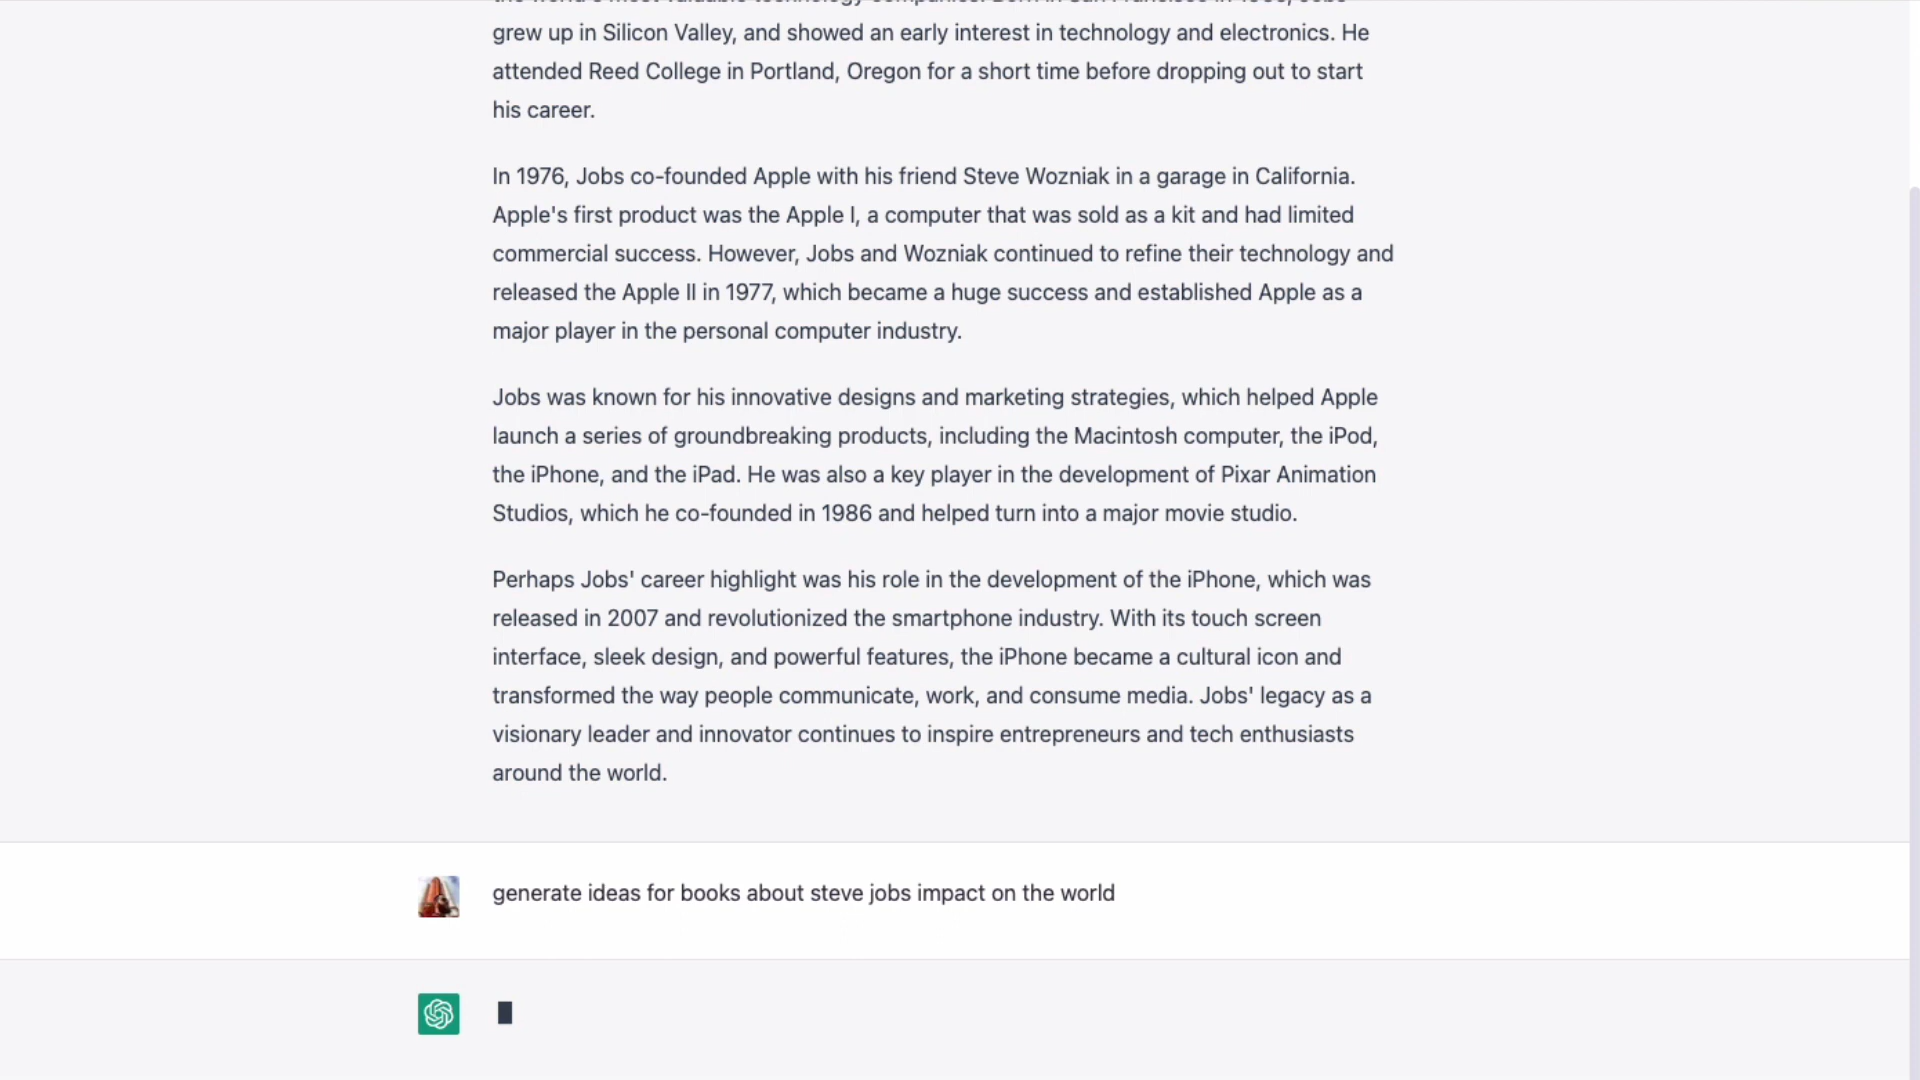 grew up in Silicon Valley, and showed an early interest in technology and electronics. He
attended Reed College in Portland, Oregon for a short time before dropping out to start
his career.
In 1976, Jobs co-founded Apple with his friend Steve Wozniak in a garage in California.
Apple's first product was the Apple I, a computer that was sold as a kit and had limited
commercial success. However, Jobs and Wozniak continued to refine their technology and
released the Apple II in 1977, which became a huge success and established Apple as a
major player in the personal computer industry.
Jobs was known for his innovative designs and marketing strategies, which helped Apple
launch a series of groundbreaking products, including the Macintosh computer, the iPod,
the iPhone, and the iPad. He was also a key player in the development of Pixar Animation
Studios, which he co-founded in 1986 and helped turn into a major movie studio.
Perhaps Jobs' career highlight was his role in the development of the iPhone, which was
released in 2007 and revolutionized the smartphone industry. With its touch screen
interface, sleek design, and powerful features, the iPhone became a cultural icon and
transformed the way people communicate, work, and consume media. Jobs' legacy as a
visionary leader and innovator continues to inspire entrepreneurs and tech enthusiasts
around the world.
generate ideas for books about steve jobs impact on the world